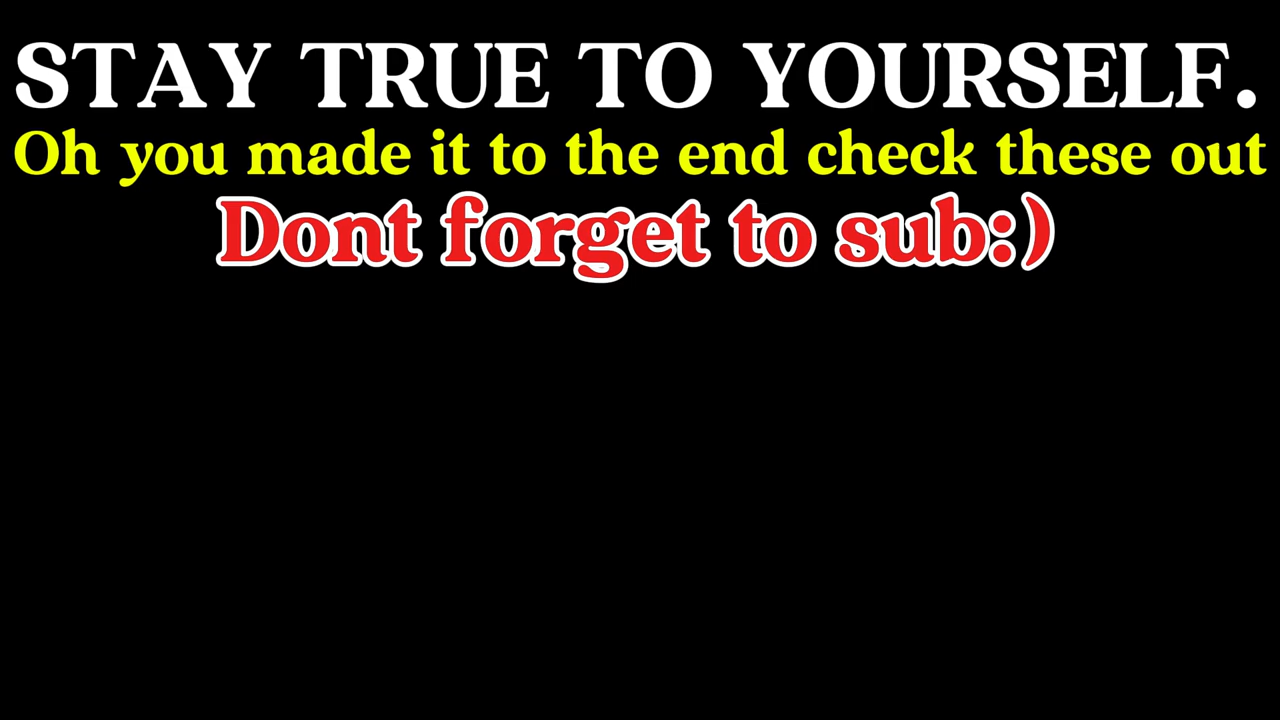 STAY TRUE TO YOURSELF.
Oh you made it to the end check these out
Dont forget to sub:)